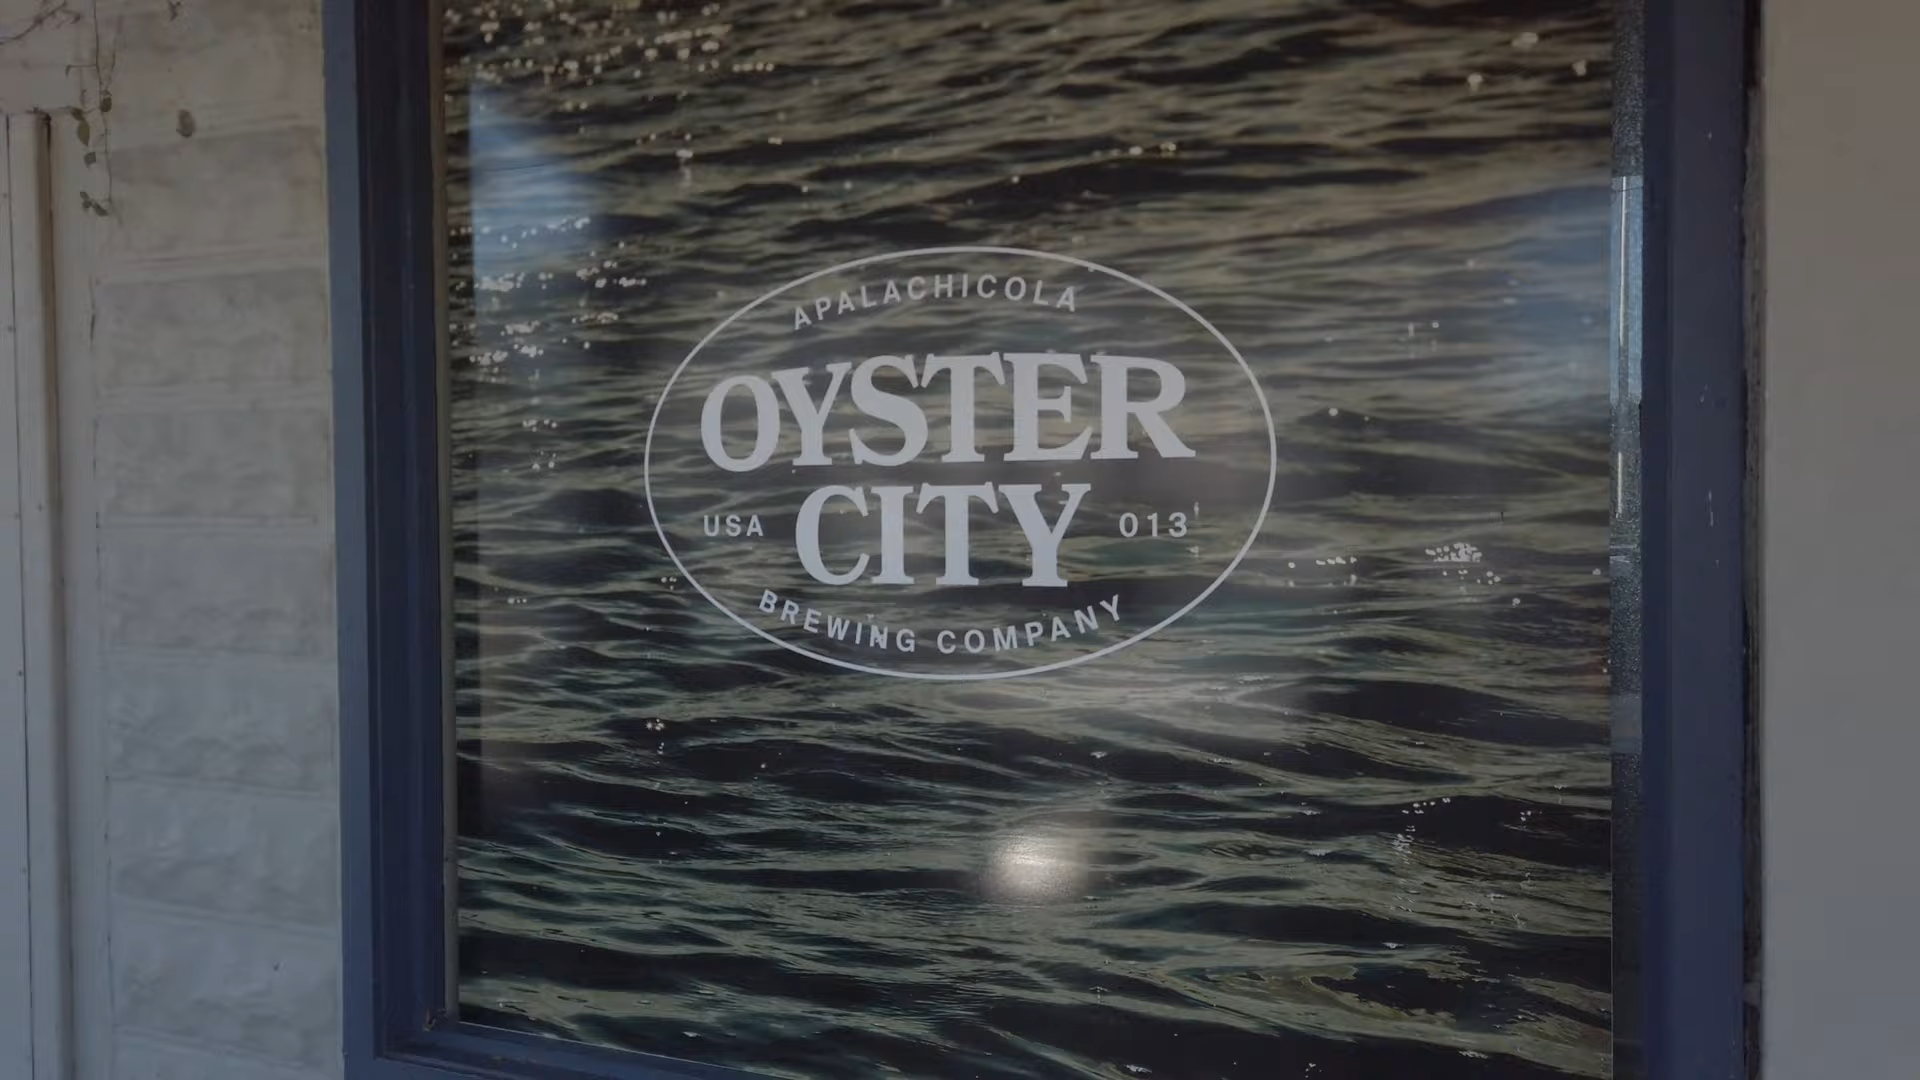 APALACHICOLA
OYSTER
CITY
USA 013
BREWING COMPANY